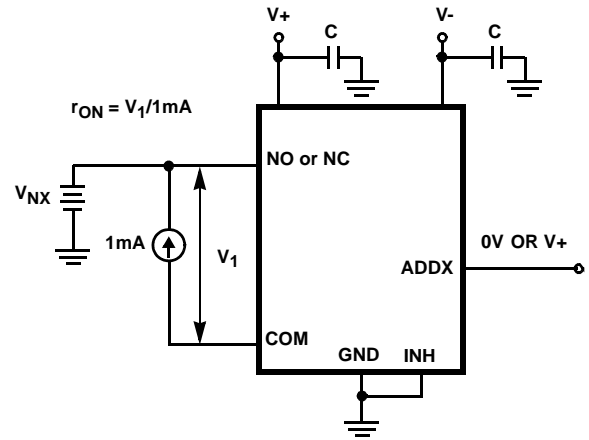 V+
V-
C
C
rON = V1/1mA
NO or NC
VNX
1mA
V1
0V OR V+
ADDX
COM
GND
INH